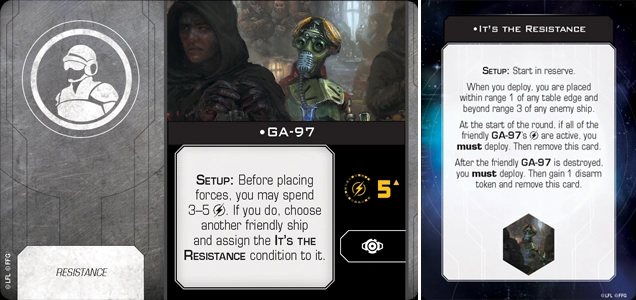 RESISTANCE
© LFL © FFG
•GA-97
SETUP: Before placing
forces, you may spend
3–5 . If you do, choose
another friendly ship
and assign the IT'S THE
RESISTANCE condition to it.
5
•IT'S THE RESISTANCE
SETUP: Start in reserve.
When you deploy, you are placed
within range 1 of any table edge and
beyond range 3 of any enemy ship.
At the start of the round, if all of the
friendly GA-97's are active, you
must deploy. Then remove this card.
After the friendly GA-97 is destroyed,
you must deploy. Then gain 1 disarm
token and remove this card.
© LFL © FFG